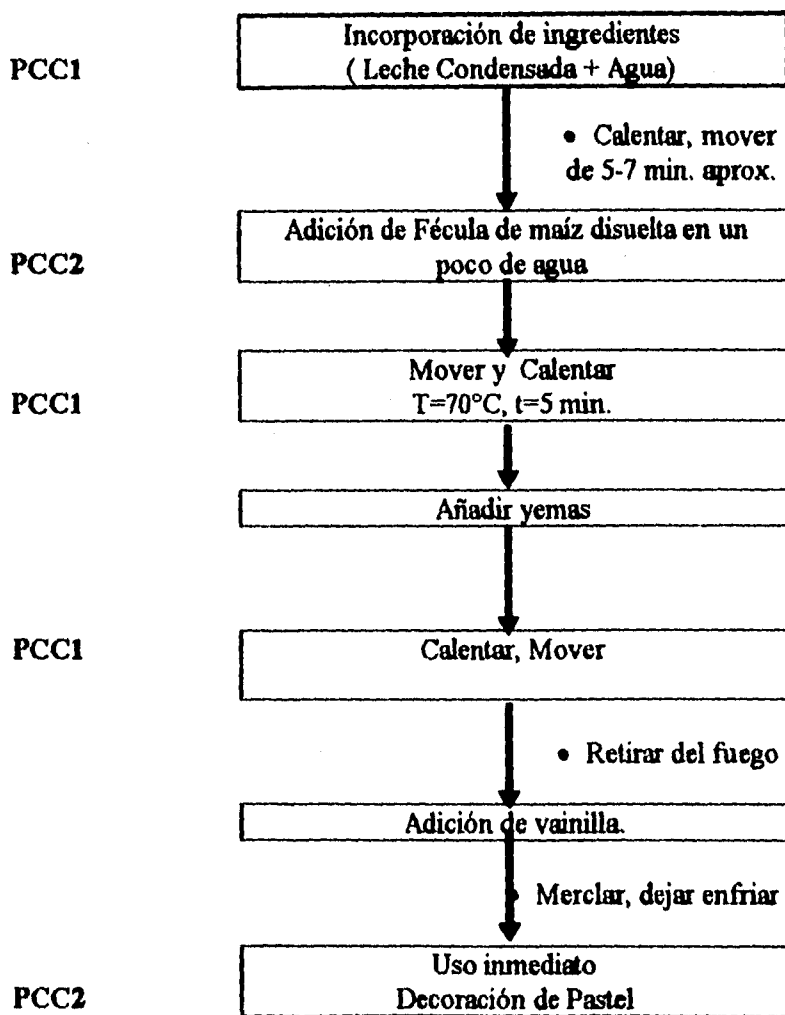 Incorporación de ingredientes
PCC1
( Leche Condensada + Agua)
• Calentar, mover
de 5-7 min. aprox.
Adición de Fécula de maíz disuelta en un
PCC2
poco de agua
Mover y Calentar
PCC1
T=70°C, t=5 min.
Añadir yemas
PCC1
Calentar, Mover
• Retirar del fuego
Adición de vainilla.
• Merclar, dejar enfriar
Uso inmediato
PCC2
Decoración de Pastel